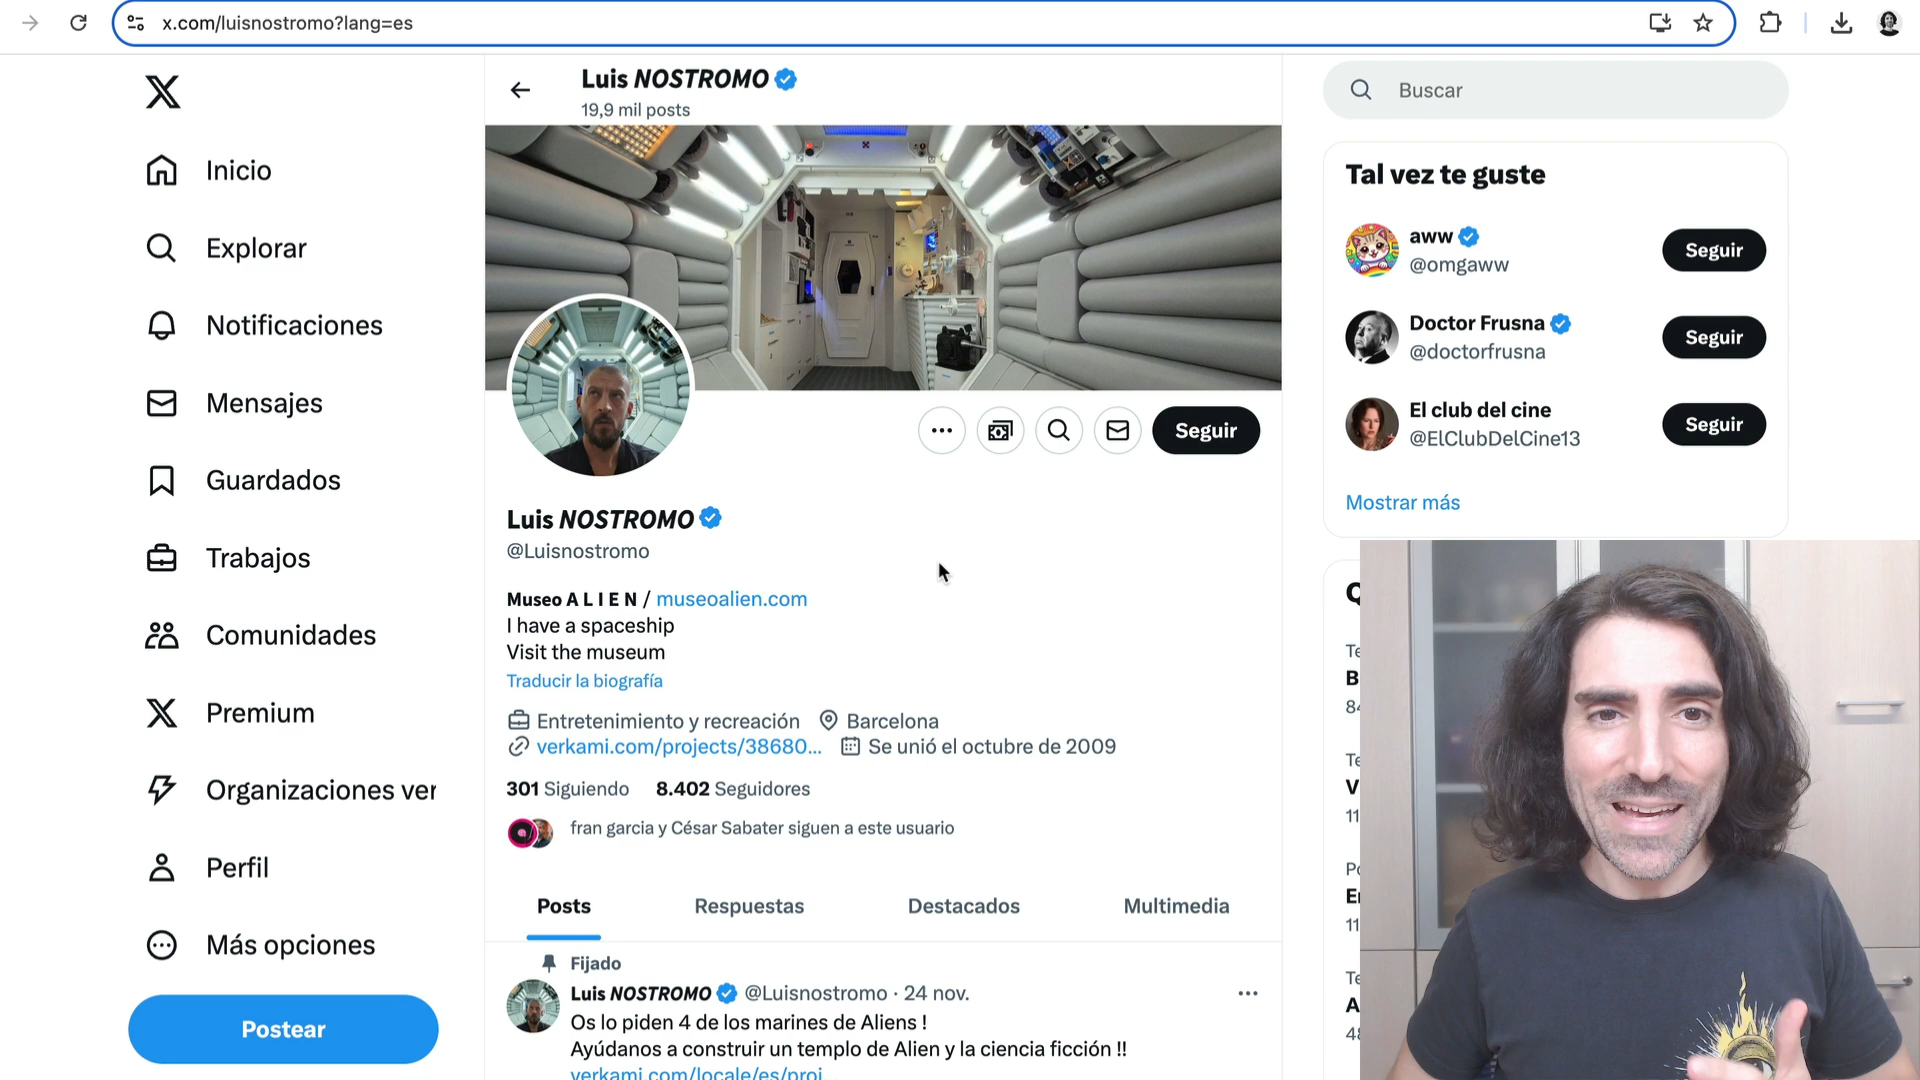 x.com/luisnostromo?lang=es
Luis NOSTROMO
19,9 mil posts
Inicio
Explorar
Notificaciones
Mensajes
Guardados
Trabajos
Comunidades
Premium
Organizaciones ver
Perfil
Más opciones
Postear
Seguir
Luis NOSTROMO
@Luisnostromo
Museo A L I E N / museoalien.com
I have a spaceship
Visit the museum
Traducir la biografía
Entretenimiento y recreación Barcelona
verkami.com/projects/38680... Se unió el octubre de 2009
301 Siguiendo 8.402 Seguidores
fran garcia y César Sabater siguen a este usuario
Posts Respuestas Destacados Multimedia
Fijado
Luis NOSTROMO @Luisnostromo · 24 nov.
Os lo piden 4 de los marines de Aliens !
Ayúdanos a construir un templo de Alien y la ciencia ficción !!
verkami.com/locale/es/proj...
Buscar
Tal vez te guste
aww
@omgaww
Seguir
Doctor Frusna
@doctorfrusna
Seguir
El club del cine
@ElClubDelCine13
Seguir
Mostrar más